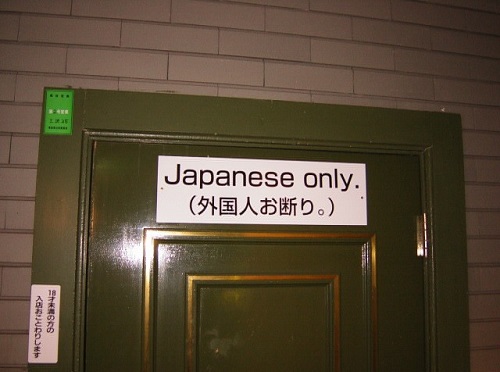 Japanese only.
（外国人お断り。）
18才未満の方の
入店おことわりします